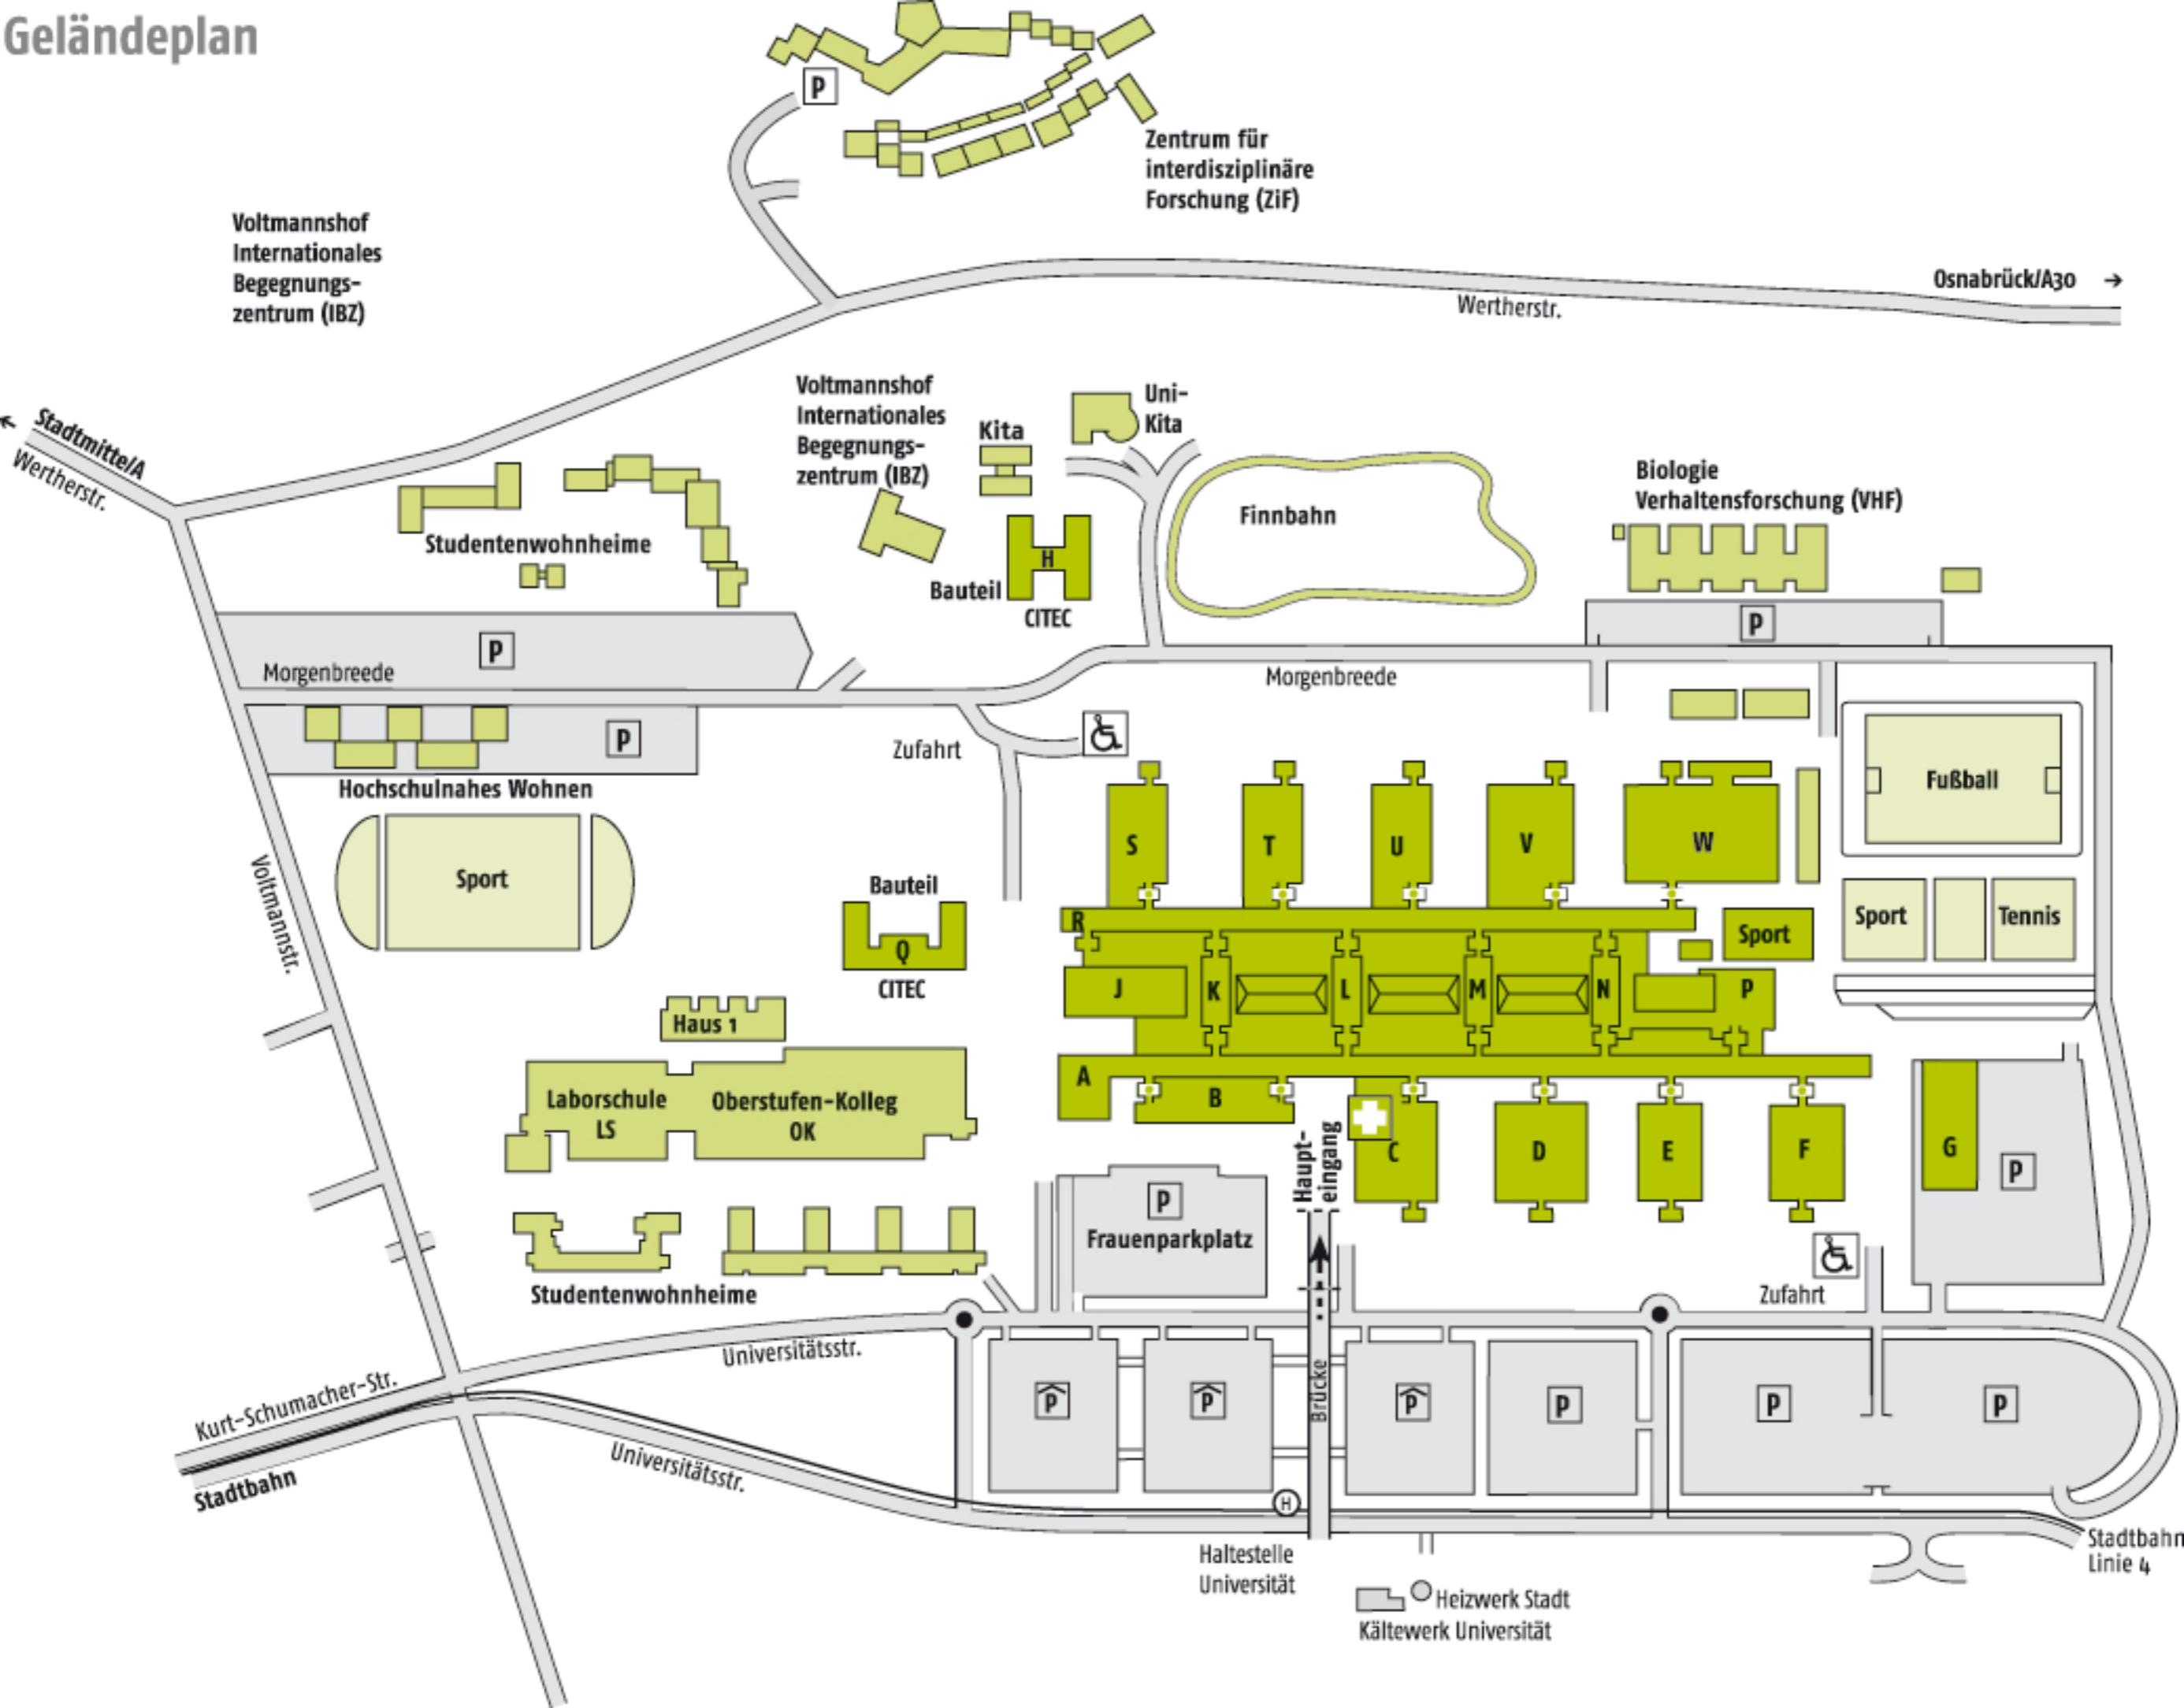 Geländeplan
P
Zentrum für
interdisziplinäre
Forschung (ZiF)
Voltmannshof
Internationales
Begegnungs-
zentrum (IBZ)
Osnabrück/A30 →
Wertherstr.
← Stadtmitte/A
Wertherstr.
Voltmannshof
Internationales
Begegnungs-
zentrum (IBZ)
Kita
Uni-
Kita
Finnbahn
Biologie
Verhaltensforschung (VHF)
Studentenwohnheime
H
Bauteil
CITEC
P
P
Morgenbreede
Morgenbreede
P
Zufahrt
Hochschulnahes Wohnen
Fußball
Voltmannstr.
Sport
S
T
U
V
W
Bauteil
Q
CITEC
R
Sport
Sport
Tennis
J
K
L
M
N
P
Haus 1
A
B
Laborschule
LS
Oberstufen-Kolleg
OK
Haupt-
eingang
C
D
E
F
G
P
P
Frauenparkplatz
Studentenwohnheime
Zufahrt
Universitätsstr.
Kurt-Schumacher-Str.
Stadtbahn
Universitätsstr.
P
P
Brücke
P
P
P
P
H
Haltestelle
Universität
Stadtbahn
Linie 4
Heizwerk Stadt
Kältewerk Universität